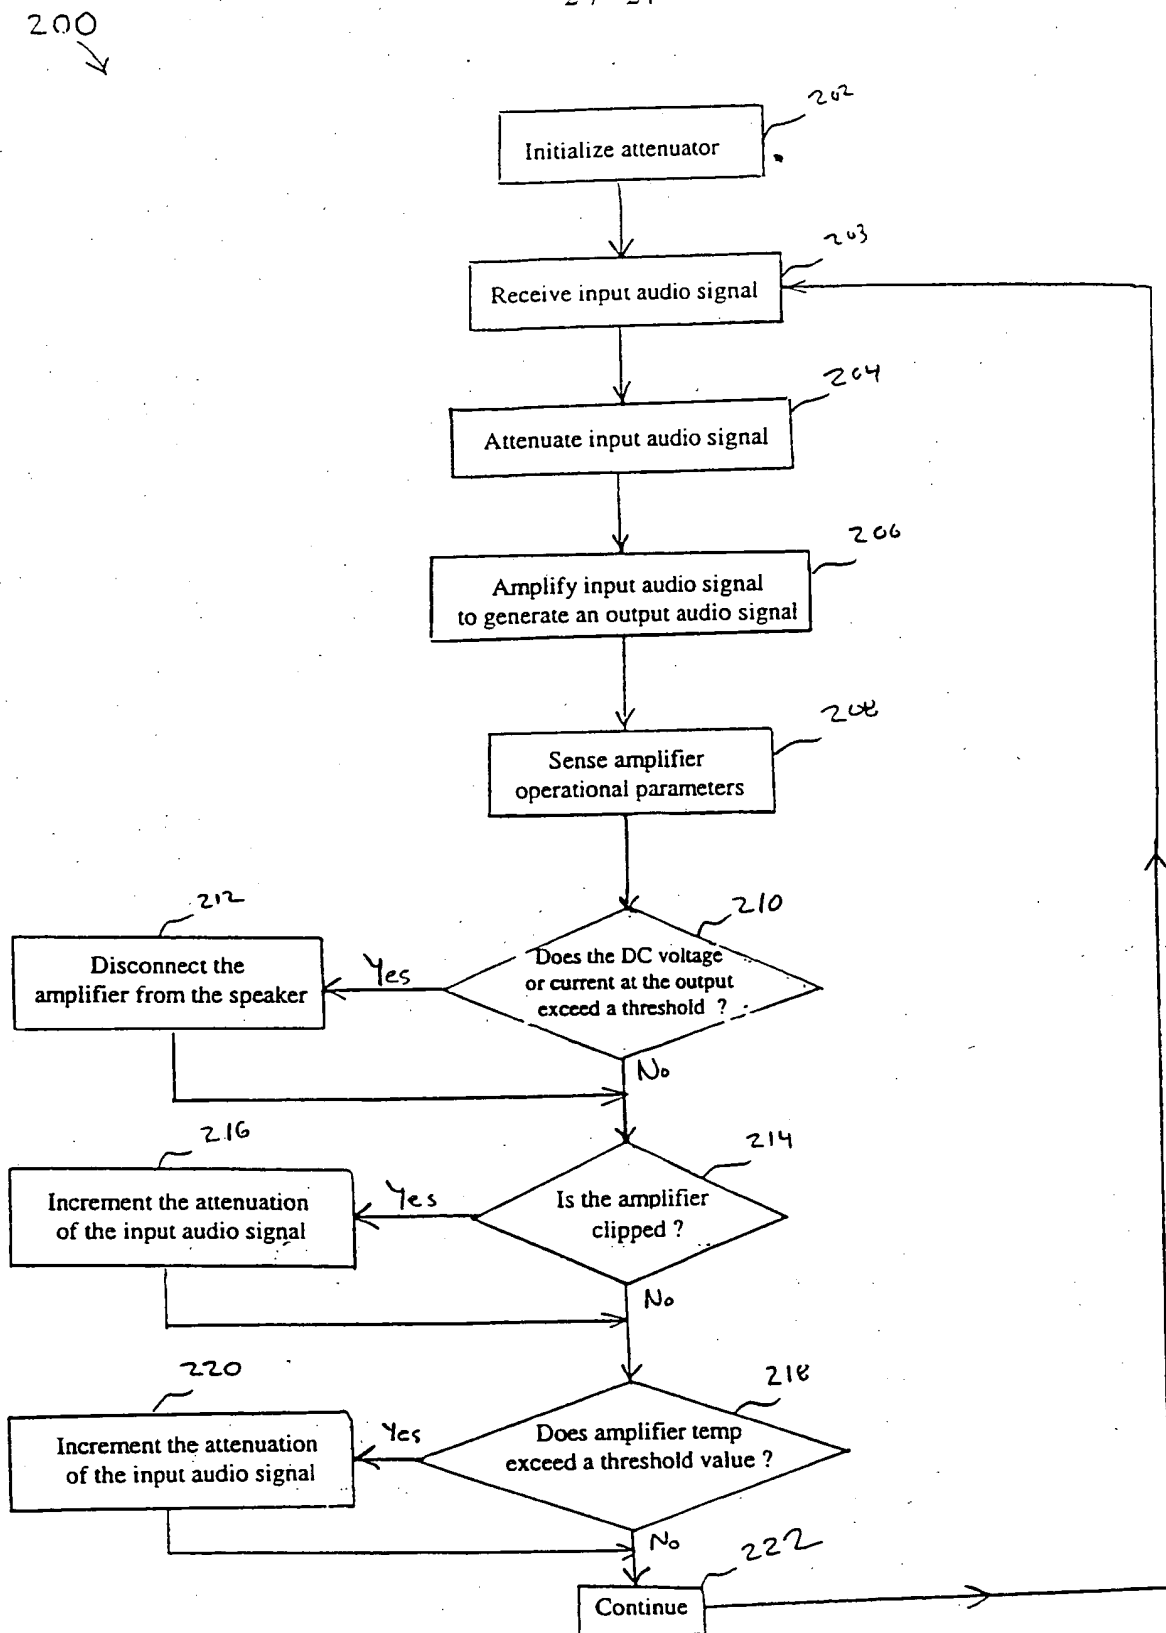 200
202
Initialize attenuator
203
Receive input audio signal
204
Attenuate input audio signal
206
Amplify input audio signal
to generate an output audio signal
208
Sense amplifier
operational parameters
212
210
Disconnect the
amplifier from the speaker
Yes
Does the DC voltage
or current at the output
exceed a threshold ?
No
216
214
Increment the attenuation
of the input audio signal
Yes
Is the amplifier
clipped ?
No
220
218
Increment the attenuation
of the input audio signal
Yes
Does amplifier temp
exceed a threshold value ?
No
222
Continue